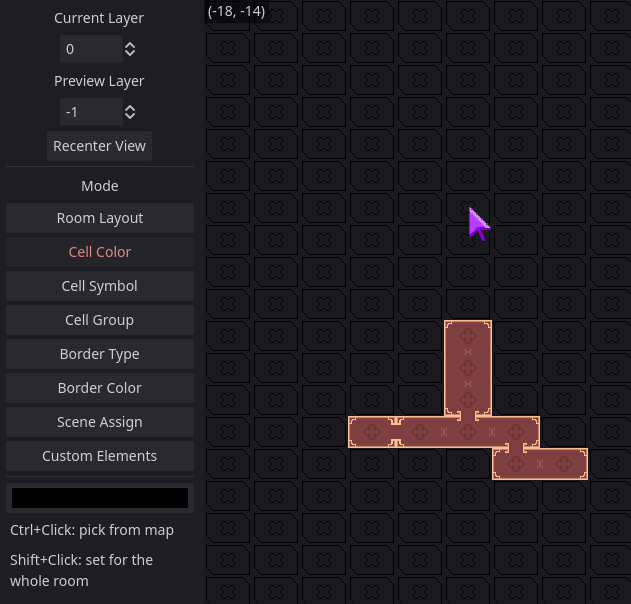 (-18, -14)
Current Layer
0
Preview Layer
-1
Recenter View
Mode
Room Layout
Cell Color
Cell Symbol
Cell Group
Border Type
Border Color
Scene Assign
Custom Elements
Ctrl+Click: pick from map
Shift+Click: set for the
whole room